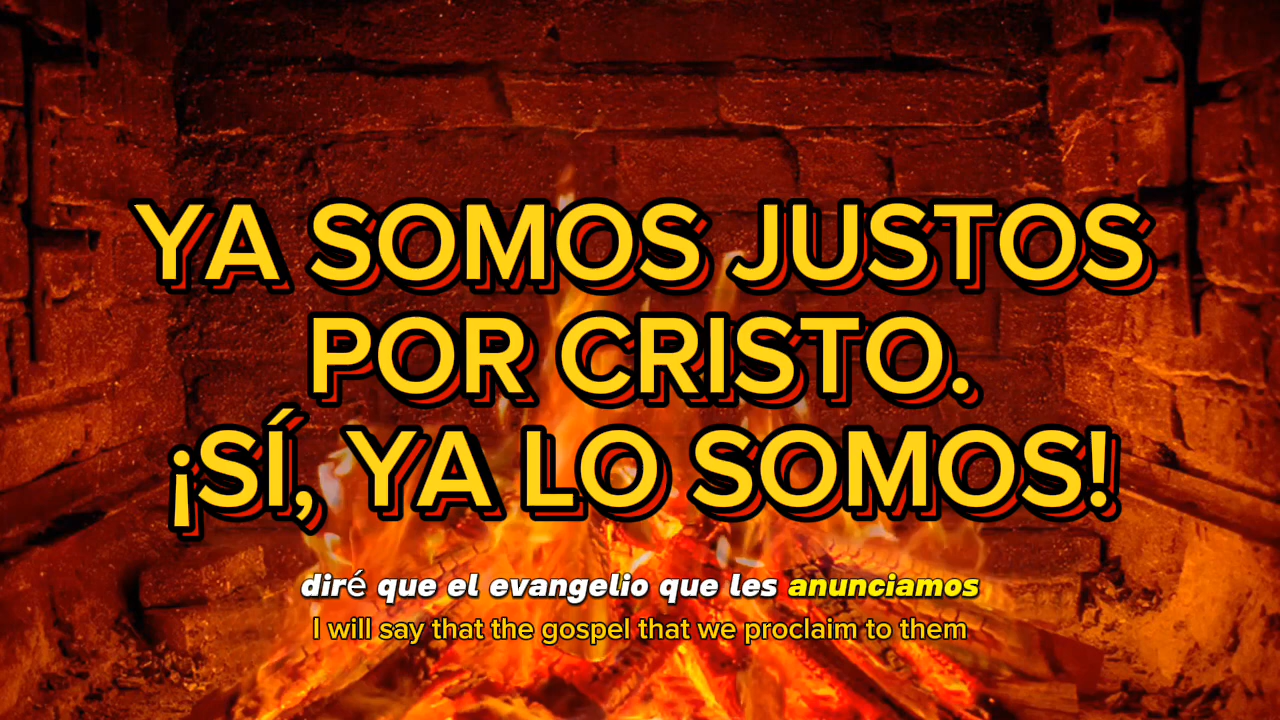 YA SOMOS JUSTOS
POR CRISTO.
¡SÍ, YA LO SOMOS!
diré que el evangelio que les anunciamos
I will say that the gospel that we proclaim to them